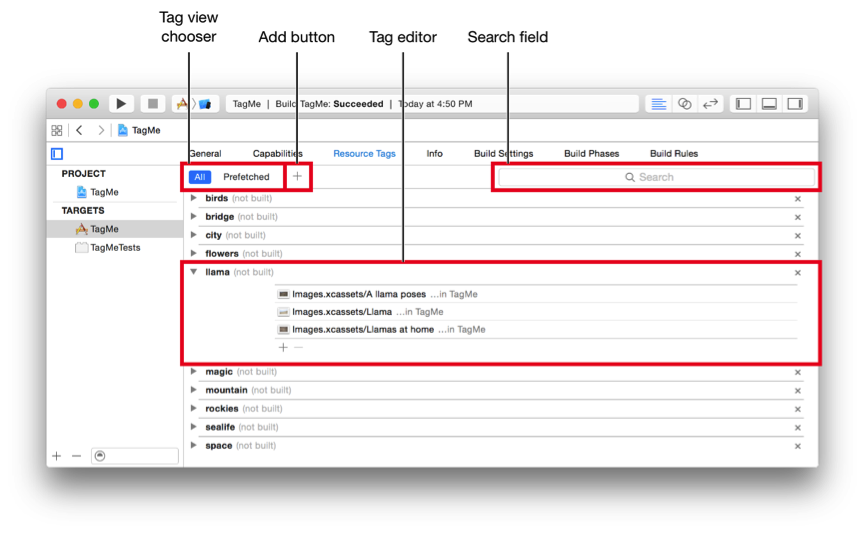 Tag view
chooser
Add button
Tag editor
Search field
TagMe | Build TagMe: Succeeded | Today at 4:50 PM
TagMe
General Capabilities Resource Tags Info Build Settings Build Phases Build Rules
PROJECT
TagMe
TARGETS
TagMe
TagMeTests
All Prefetched + Search
birds (not built)
bridge (not built)
city (not built)
flowers (not built)
llama (not built)
Images.xcassets/A llama poses …in TagMe
Images.xcassets/Llama …in TagMe
Images.xcassets/Llamas at home …in TagMe
magic (not built)
mountain (not built)
rockies (not built)
sealife (not built)
space (not built)